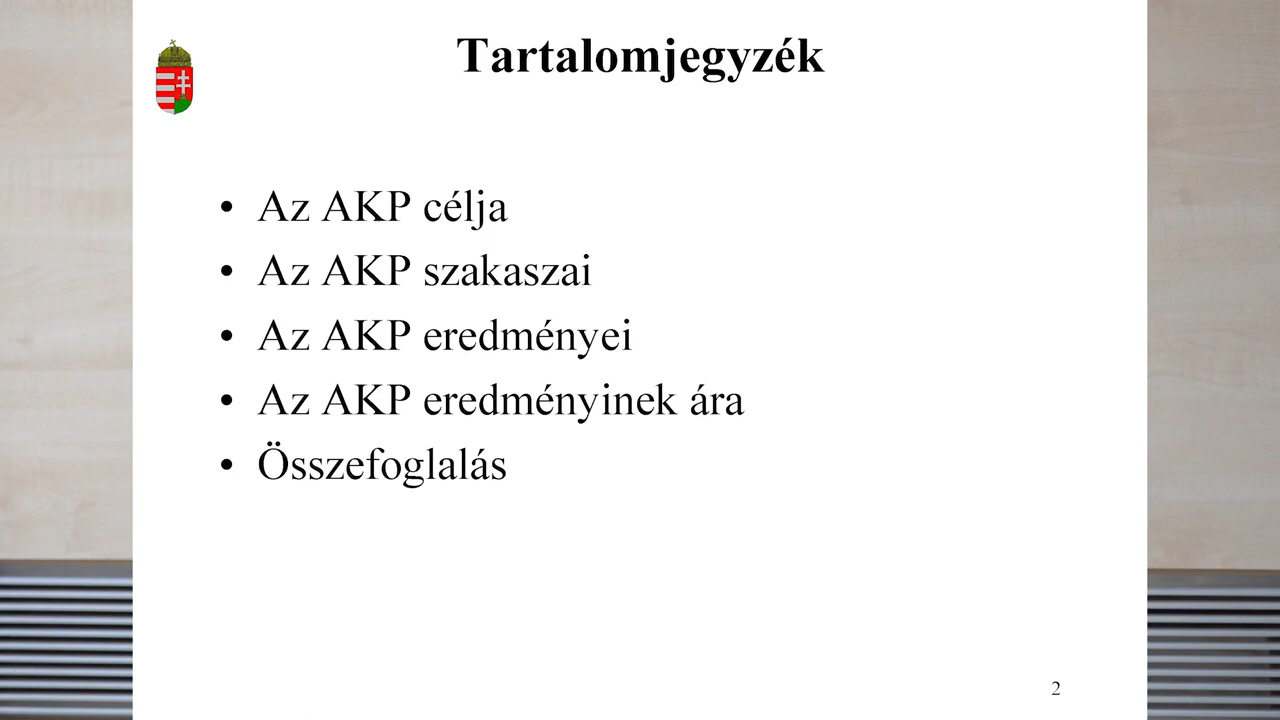 Tartalomjegyzék
• Az AKP célja
• Az AKP szakaszai
• Az AKP eredményei
• Az AKP eredményinek ára
• Összefoglalás
2